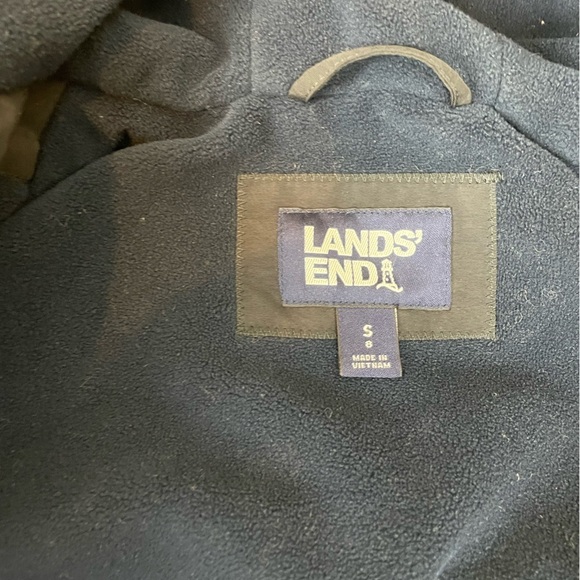 LANDS'
END
S
8
MADE IN
VIETNAM